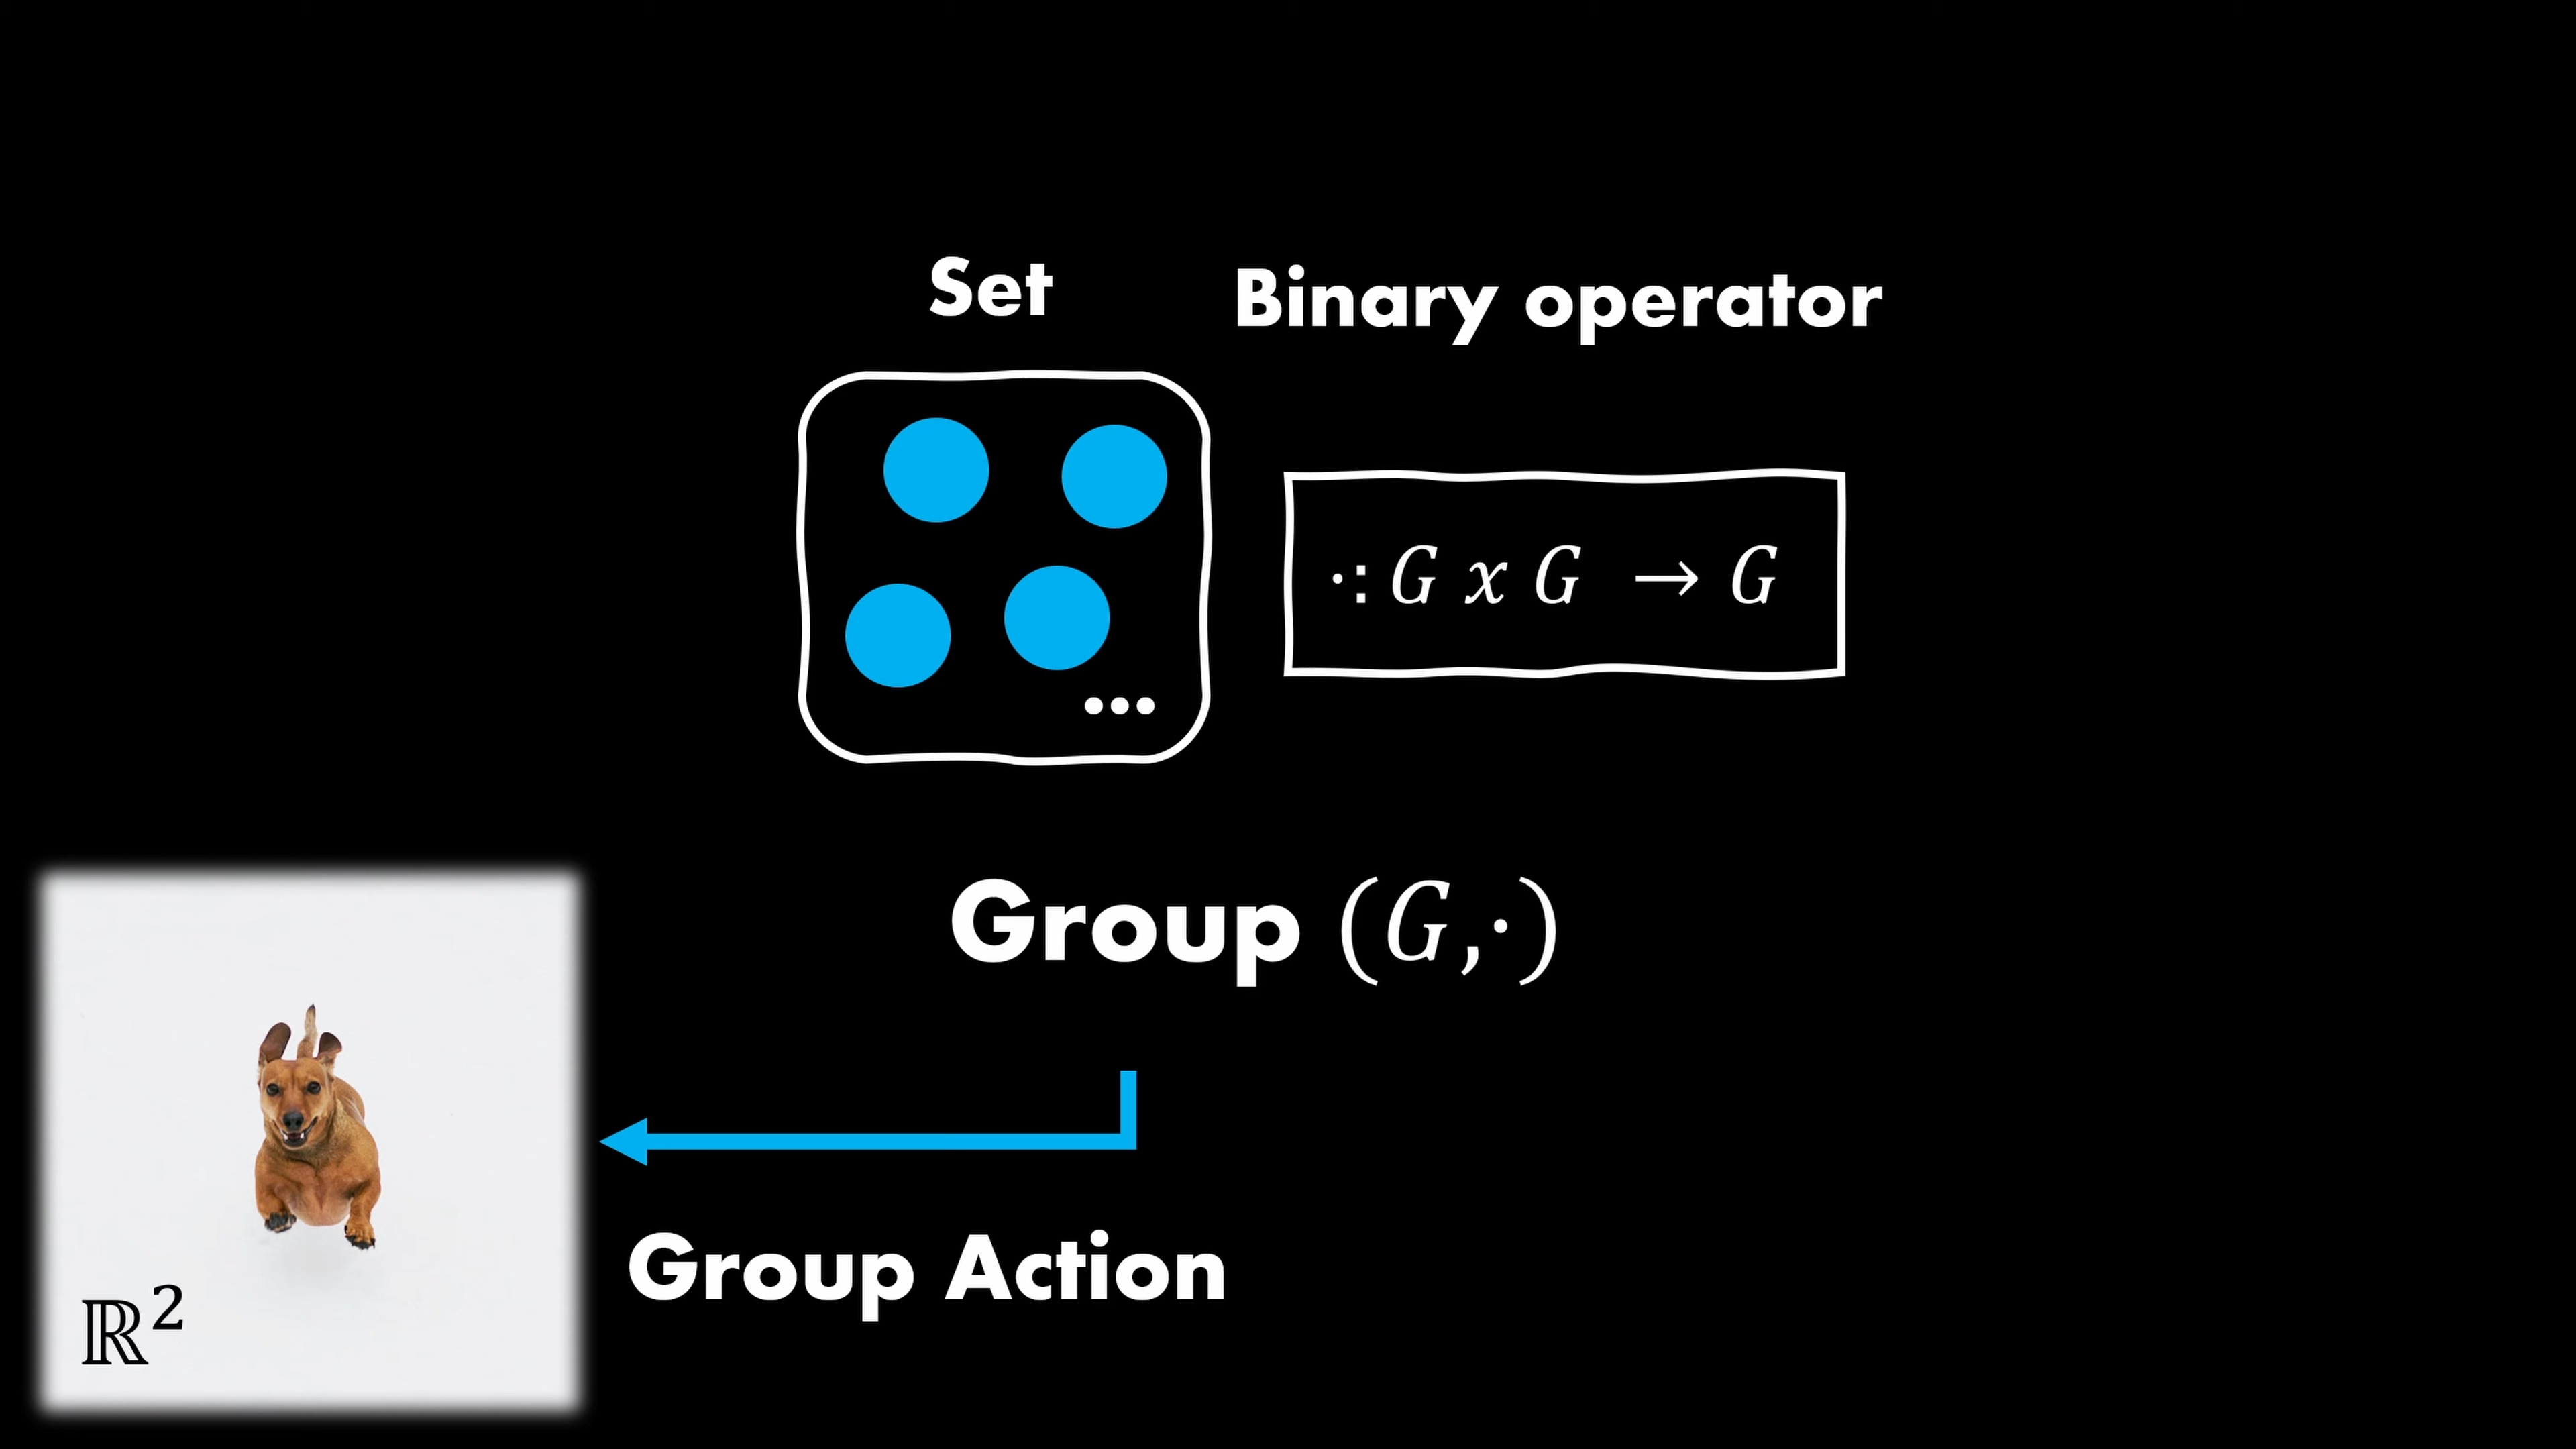 Set
Binary operator
·: G x G → G
Group (G,·)
Group Action
ℝ²